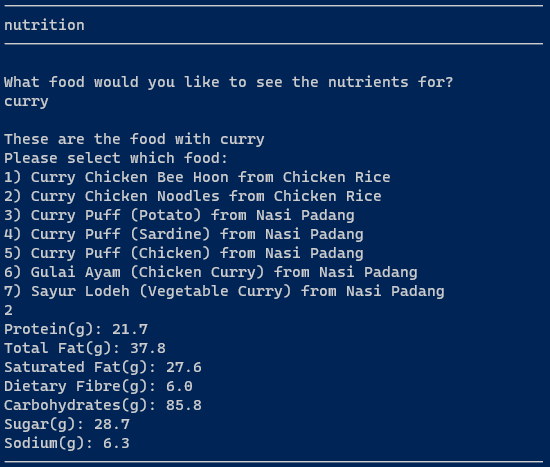 nutrition
What food would you like to see the nutrients for?
curry
These are the food with curry
Please select which food:
1) Curry Chicken Bee Hoon from Chicken Rice
2) Curry Chicken Noodles from Chicken Rice
3) Curry Puff (Potato) from Nasi Padang
4) Curry Puff (Sardine) from Nasi Padang
5) Curry Puff (Chicken) from Nasi Padang
6) Gulai Ayam (Chicken Curry) from Nasi Padang
7) Sayur Lodeh (Vegetable Curry) from Nasi Padang
2
Protein(g): 21.7
Total Fat(g): 37.8
Saturated Fat(g): 27.6
Dietary Fibre(g): 6.0
Carbohydrates(g): 85.8
Sugar(g): 28.7
Sodium(g): 6.3